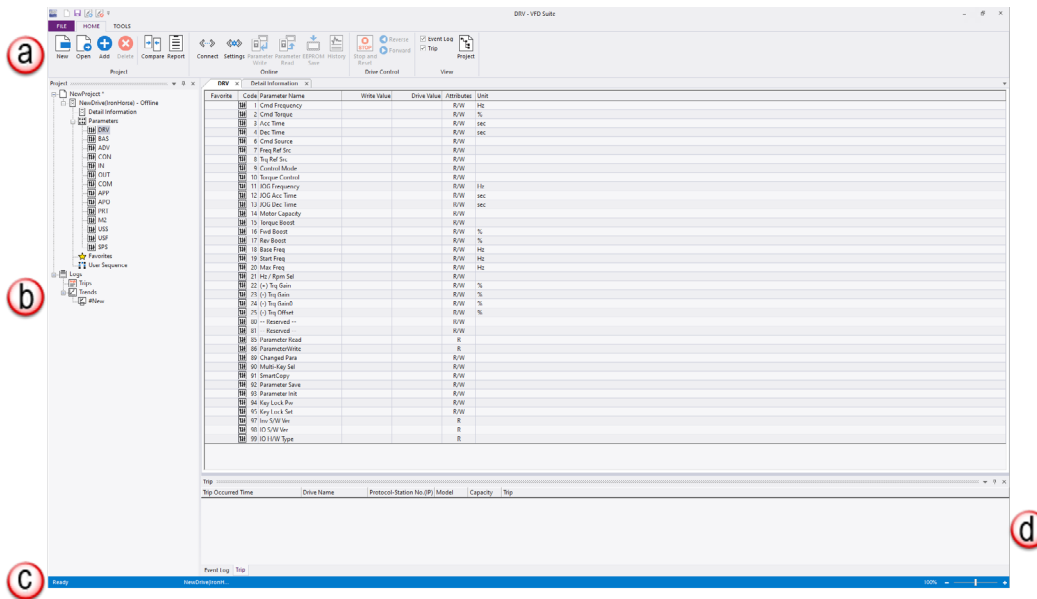 DRV - VFD Suite
FILE HOME TOOLS
New Open Add Delete Compare Report Connect Settings Parameter Write Parameter Read EEPROM Save History Stop and Reset Reverse Forward Event Log Trip Project
Project Online Drive Control View
a
Project
NewProject *
NewDrive(IronHorse) - Offline
Detail Information
Parameters
DRV
BAS
ADV
CON
IN
OUT
COM
APP
APO
PRT
M2
USS
USF
SPS
Favorites
User Sequence
Logs
Trips
Trends
#New
b
DRV x Detail Information x
Favorite Code Parameter Name Write Value Drive Value Attributes Unit
1 Cmd Frequency R/W Hz
2 Cmd Torque R/W %
3 Acc Time R/W sec
4 Dec Time R/W sec
6 Cmd Source R/W
7 Freq Ref Src R/W
8 Trq Ref Src R/W
9 Control Mode R/W
10 Torque Control R/W
11 JOG Frequency R/W Hz
12 JOG Acc Time R/W sec
13 JOG Dec Time R/W sec
14 Motor Capacity R/W
15 Torque Boost R/W
16 Fwd Boost R/W %
17 Rev Boost R/W %
18 Base Freq R/W Hz
19 Start Freq R/W Hz
20 Max Freq R/W Hz
21 Hz / Rpm Sel R/W
22 (+) Trq Gain R/W %
23 (-) Trq Gain R/W %
24 (-) Trq Gain0 R/W %
25 (-) Trq Offset R/W %
80 -- Reserved -- R/W
81 -- Reserved -- R/W
85 Parameter Read R
86 ParameterWrite R
89 Changed Para R/W
90 Multi-Key Sel R/W
91 SmartCopy R/W
92 Parameter Save R/W
93 Parameter Init R/W
94 Key Lock Pw R/W
95 Key Lock Set R/W
97 Inv S/W Ver R
98 IO S/W Ver R
99 IO H/W Type R
Trip
Trip Occurred Time Drive Name Protocol-Station No.(IP) Model Capacity Trip
d
Event Log Trip
c
Ready NewDrive(IronH... 100%